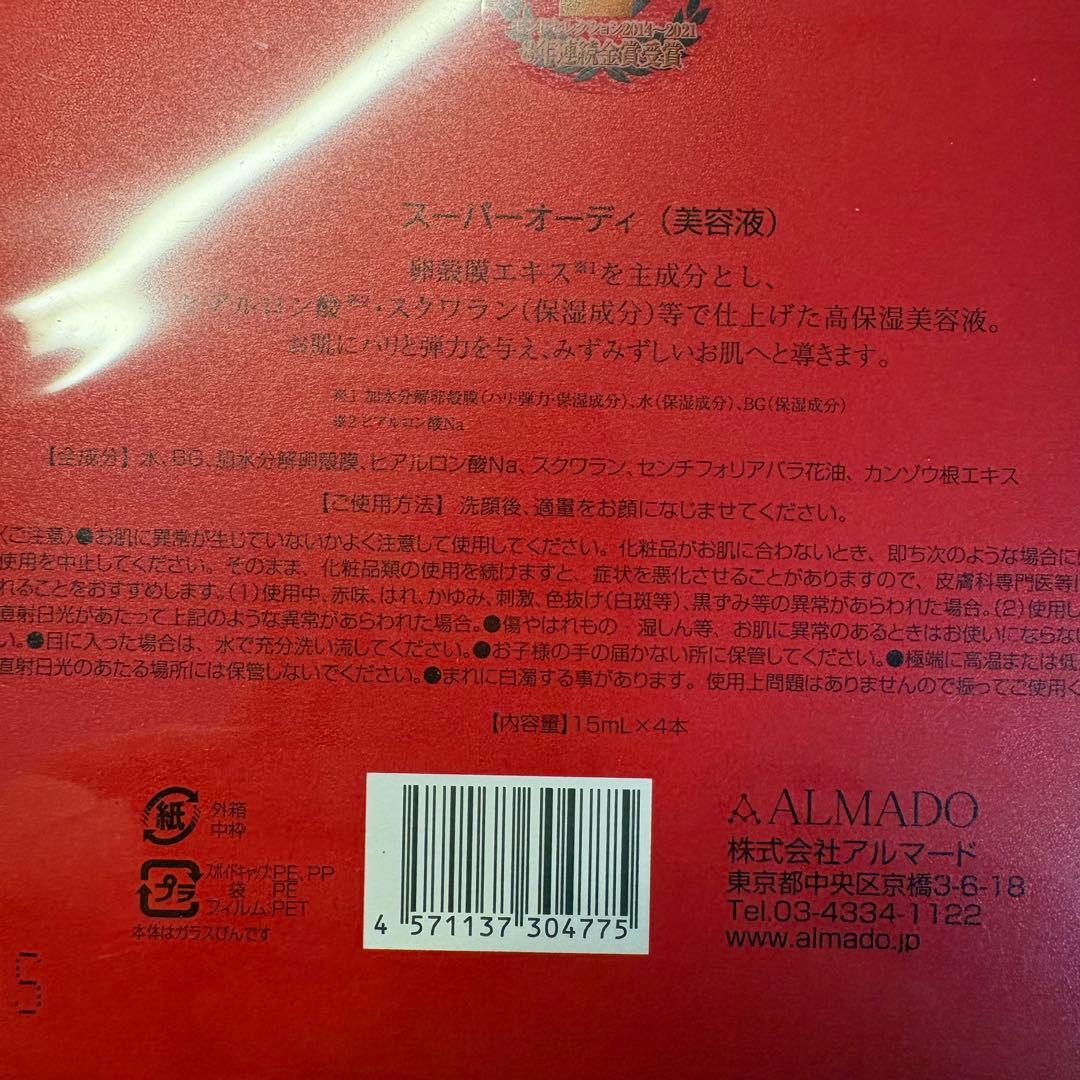 セレクション2014〜2021
8年連続金賞受賞
スーパーオーディ（美容液）
卵殻膜エキス※1を主成分とし、
ヒアルロン酸※2・スクワラン（保湿成分）等で仕上げた高保湿美容液。
お肌にハリと弾力を与え、みずみずしいお肌へと導きます。
※1 加水分解卵殻膜（ハリ・弾力・保湿成分）、水（保湿成分）、BG（保湿成分）
※2 ヒアルロン酸Na
【全成分】水、BG、加水分解卵殻膜、ヒアルロン酸Na、スクワラン、センチフォリアバラ花油、カンゾウ根エキス
【ご使用方法】洗顔後、適量をお顔になじませてください。
〈ご注意〉●お肌に異常が生じていないかよく注意して使用してください。化粧品がお肌に合わないとき、即ち次のような場合に
使用を中止してください。そのまま、化粧品類の使用を続けますと、症状を悪化させることがありますので、皮膚科専門医等に
れることをおすすめします。（1）使用中、赤味、はれ、かゆみ、刺激、色抜け（白斑等）、黒ずみ等の異常があらわれた場合。（2）使用し
直射日光があたって上記のような異常があらわれた場合。●傷やはれもの 湿しん等、お肌に異常のあるときはお使いにならな
い。●目に入った場合は、水で充分洗い流してください。●お子様の手の届かない所に保管してください。●極端に高温または低
直射日光のあたる場所には保管しないでください。●まれに白濁する事があります。使用上問題はありませんので振ってご使用く
【内容量】15mL×4本
紙 外箱
中枠
プラ スポイドキャップ:PE、PP
袋 :PE
フィルム:PET
本体はガラスびんです
4 571137 304775
ALMADO
株式会社アルマード
東京都中央区京橋3-6-18
Tel.03-4334-1122
www.almado.jp
5